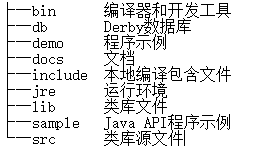 ├──bin 编译器和开发工具
├──db Derby数据库
├──demo 程序示例
├──docs 文档
├──include 本地编译包含文件
├──jre 运行环境
├──lib 类库文件
├──sample Java API程序示例
└──src 类库源文件